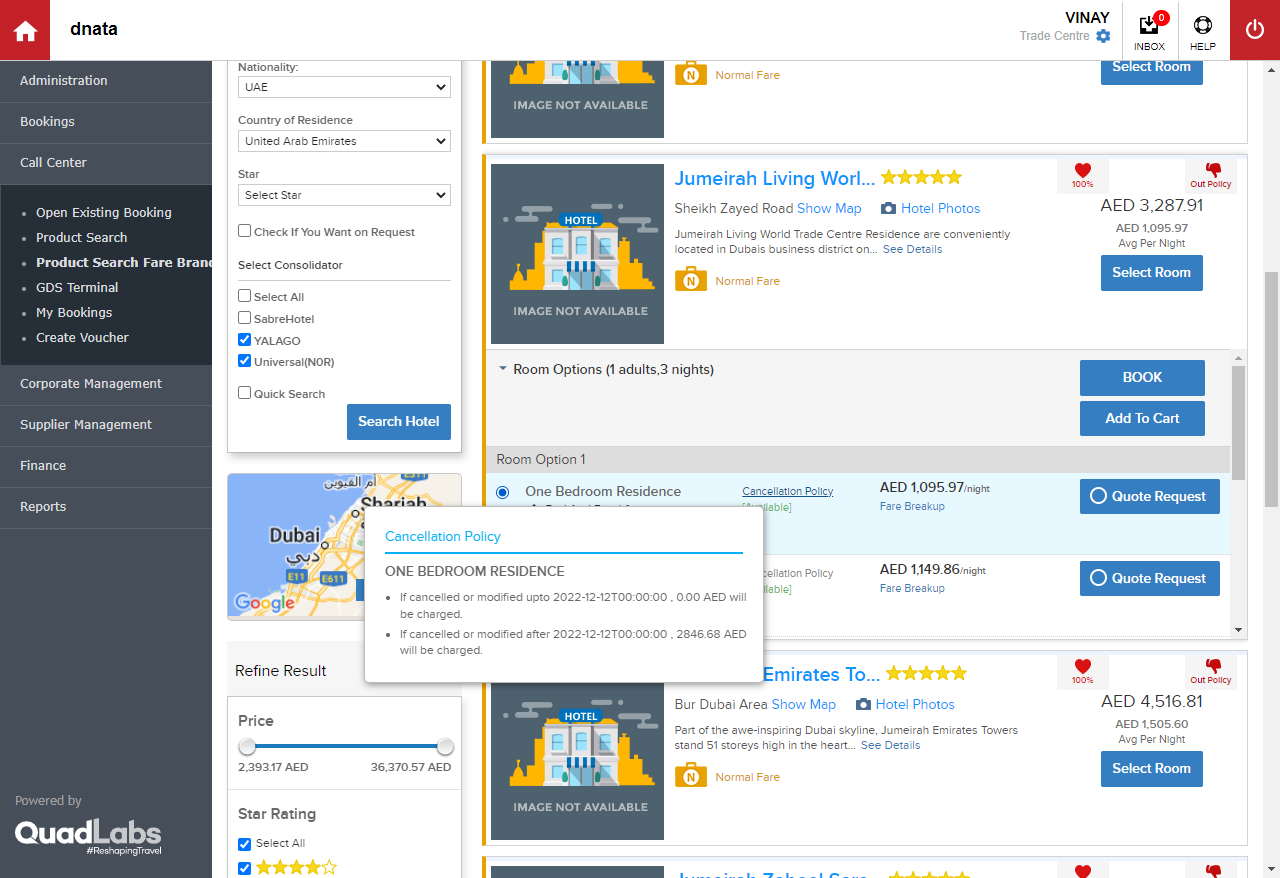 dnata
VINAY
Trade Centre
0
INBOX
HELP
Administration
Bookings
Call Center
Open Existing Booking
Product Search
Product Search Fare Brand
GDS Terminal
My Bookings
Create Voucher
Corporate Management
Supplier Management
Finance
Reports
Powered by
QuadLabs
#ReshapingTravel
Nationality:
UAE
Country of Residence
United Arab Emirates
Star
Select Star
Check If You Want on Request
Select Consolidator
Select All
SabreHotel
YALAGO
Universal(N0R)
Quick Search
Search Hotel
أم القيوين
E311
Sharjah
Dubai
دبي
E11
E611
Google
Refine Result
Price
2,393.17 AED
36,370.57 AED
Star Rating
Select All
IMAGE NOT AVAILABLE
N
Normal Fare
Select Room
HOTEL
IMAGE NOT AVAILABLE
Jumeirah Living Worl...
Sheikh Zayed Road Show Map
Hotel Photos
Jumeirah Living World Trade Centre Residence are conveniently
located in Dubais business district on... See Details
N
Normal Fare
100%
Out Policy
AED 3,287.91
AED 1,095.97
Avg Per Night
Select Room
Room Options (1 adults,3 nights)
BOOK
Add To Cart
Room Option 1
One Bedroom Residence
Cancellation Policy
AED 1,095.97/night
Fare Breakup
Quote Request
cellation Policy
ilable]
AED 1,149.86/night
Fare Breakup
Quote Request
Cancellation Policy
ONE BEDROOM RESIDENCE
If cancelled or modified upto 2022-12-12T00:00:00 , 0.00 AED will
be charged.
If cancelled or modified after 2022-12-12T00:00:00 , 2846.68 AED
will be charged.
HOTEL
IMAGE NOT AVAILABLE
Emirates To...
Bur Dubai Area Show Map
Hotel Photos
Part of the awe-inspiring Dubai skyline, Jumeirah Emirates Towers
stand 51 storeys high in the heart... See Details
N
Normal Fare
100%
Out Policy
AED 4,516.81
AED 1,505.60
Avg Per Night
Select Room